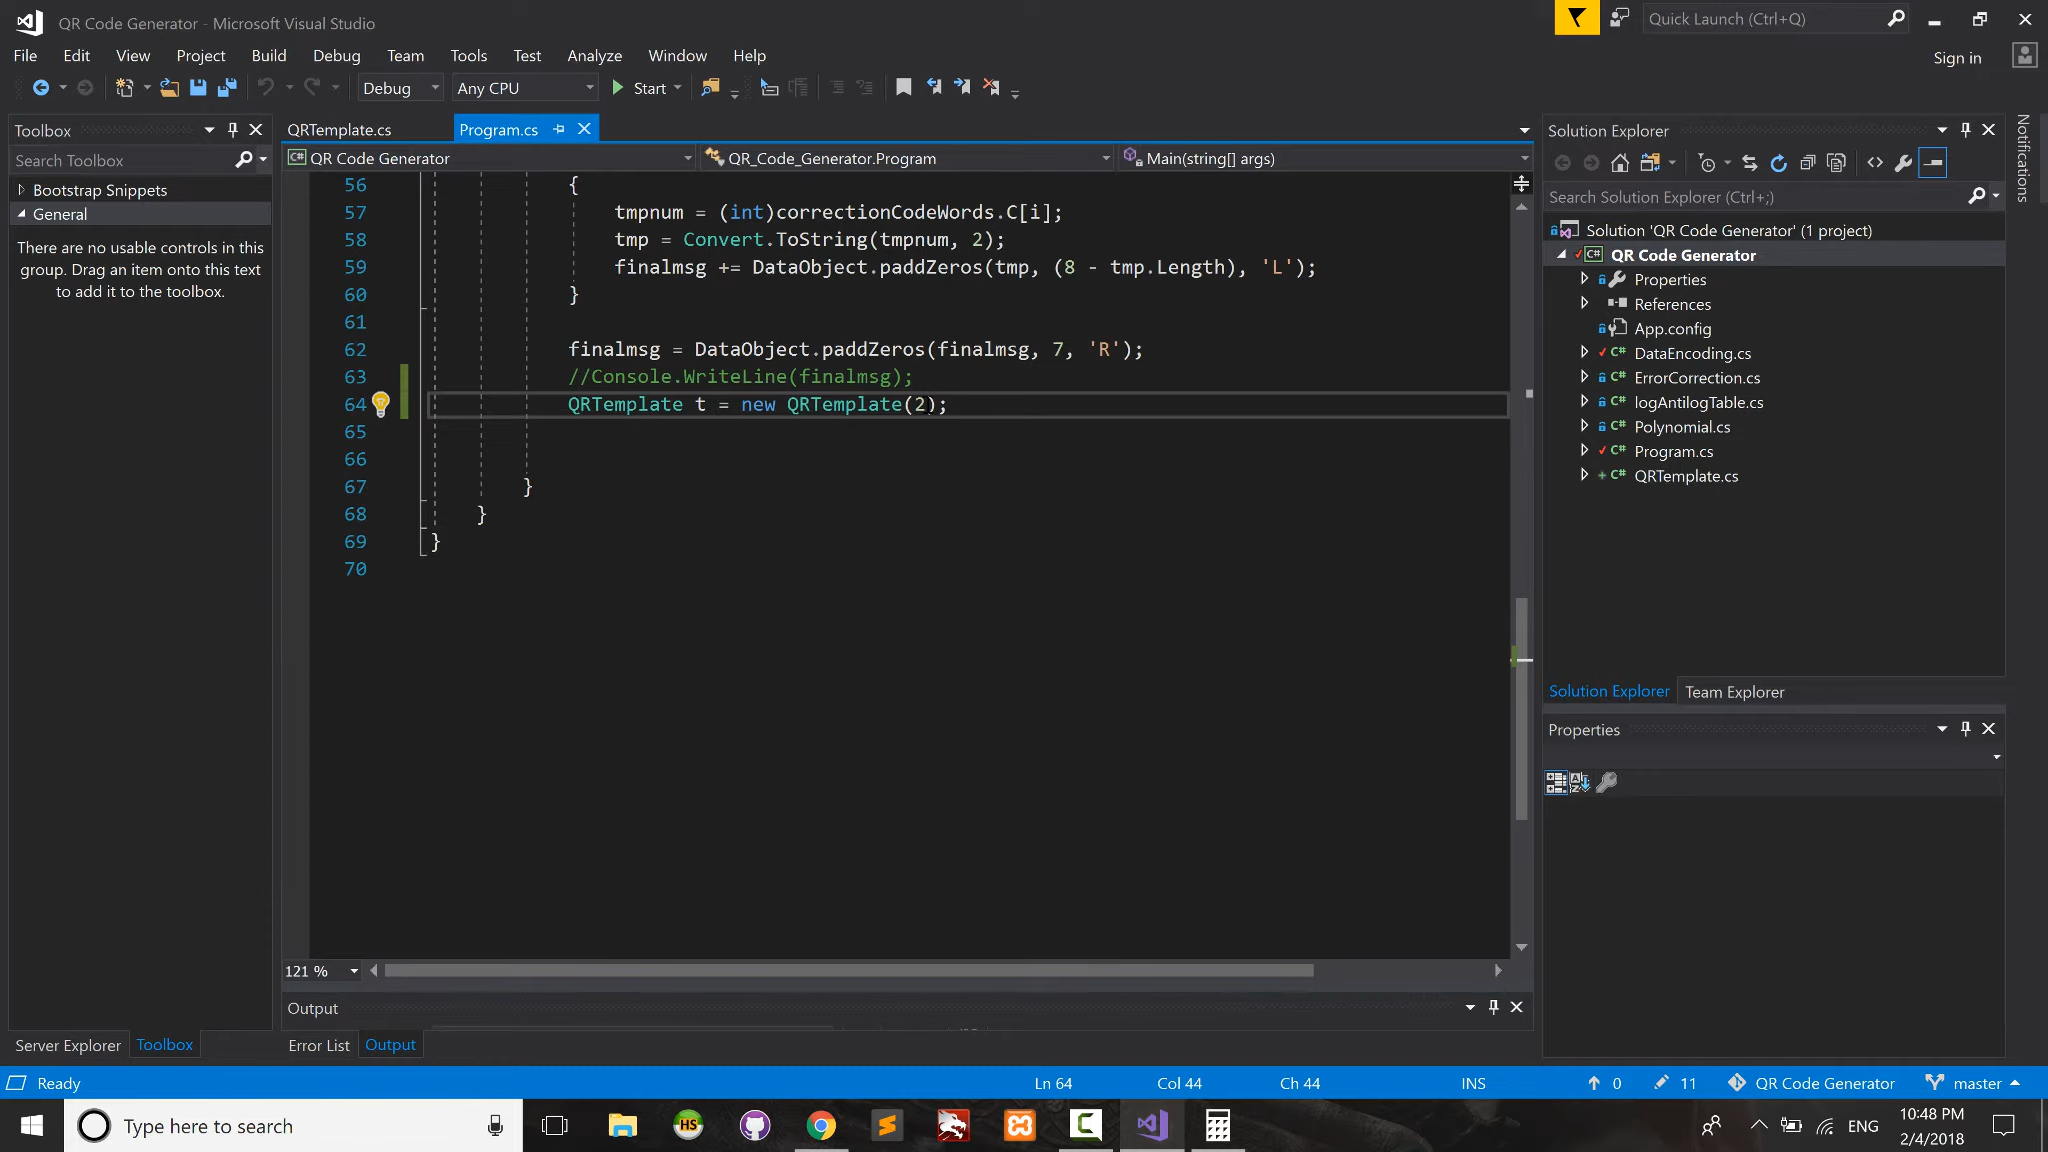 QR Code Generator - Microsoft Visual Studio
Quick Launch (Ctrl+Q)
File Edit View Project Build Debug Team Tools Test Analyze Window Help
Sign in
Debug Any CPU Start
Toolbox
QRTemplate.cs Program.cs
Solution Explorer
Notifications
Search Toolbox
QR Code Generator QR_Code_Generator.Program Main(string[] args)
Bootstrap Snippets
General
There are no usable controls in this
group. Drag an item onto this text
to add it to the toolbox.
56 {
57 tmpnum = (int)correctionCodeWords.C[i];
58 tmp = Convert.ToString(tmpnum, 2);
59 finalmsg += DataObject.paddZeros(tmp, (8 - tmp.Length), 'L');
60 }
61
62 finalmsg = DataObject.paddZeros(finalmsg, 7, 'R');
63 //Console.WriteLine(finalmsg);
64 QRTemplate t = new QRTemplate(2);
65
66
67 }
68 }
69 }
70
Search Solution Explorer (Ctrl+;)
Solution 'QR Code Generator' (1 project)
C# QR Code Generator
Properties
References
App.config
C# DataEncoding.cs
C# ErrorCorrection.cs
C# logAntilogTable.cs
C# Polynomial.cs
C# Program.cs
C# QRTemplate.cs
Solution Explorer Team Explorer
Properties
121 %
Output
Server Explorer Toolbox Error List Output
Ready Ln 64 Col 44 Ch 44 INS 0 11 QR Code Generator master
Type here to search
HS
ENG
10:48 PM
2/4/2018